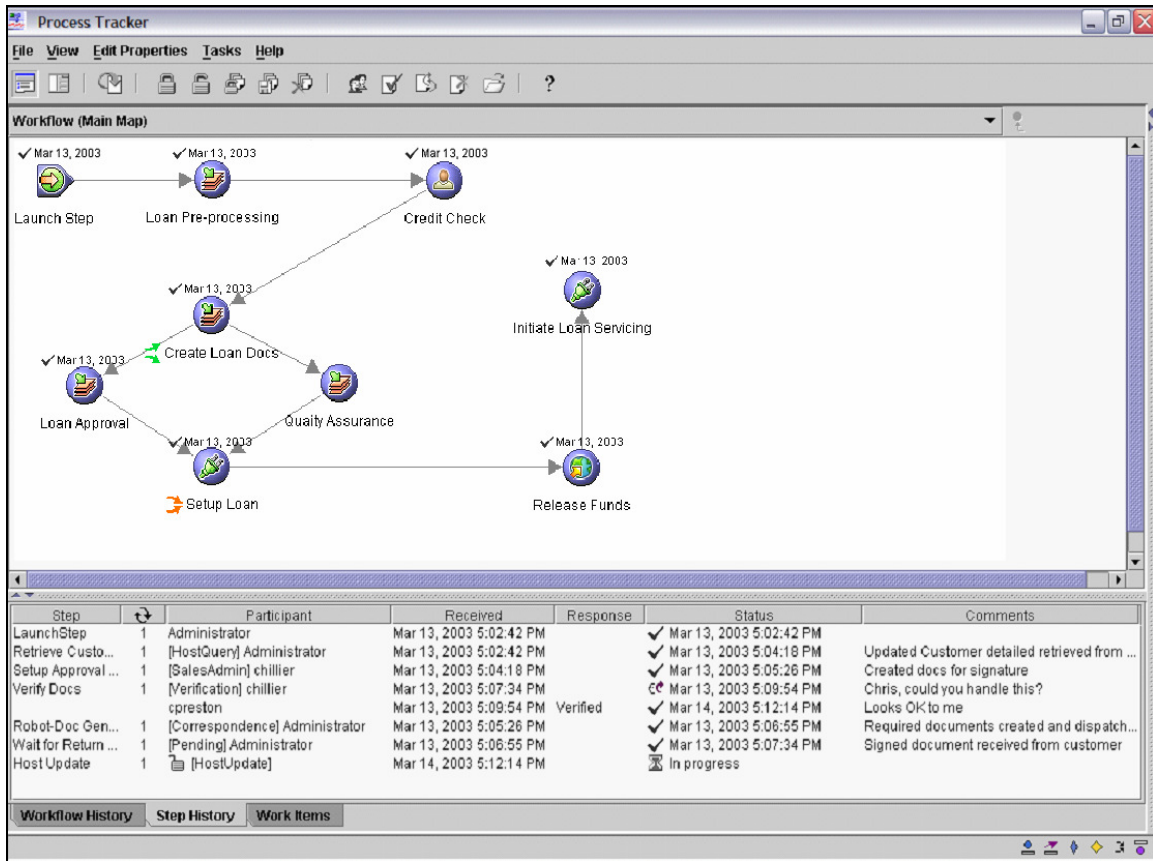 Process Tracker
File View Edit Properties Tasks Help
?
Workflow (Main Map)
Mar 13, 2003 Mar 13, 2003 Mar 13, 2003
Launch Step Loan Pre-processing Credit Check
Mar 13 2003
Mar 13, 2003
Initiate Loan Servicing
Create Loan Docs
Mar 13, 2003
Loan Approval Quaity Assurance
Mar 13, 2003 Mar 13, 2003
Setup Loan Release Funds
Step Participant Received Response Status Comments
LaunchStep 1 Administrator Mar 13, 2003 5:02:42 PM Mar 13, 2003 5:02:42 PM
Retrieve Custo... 1 [HostQuery] Administrator Mar 13, 2003 5:02:42 PM Mar 13, 2003 5:04:18 PM Updated Customer detailed retrieved from ...
Setup Approval ... 1 [SalesAdmin] chillier Mar 13, 2003 5:04:18 PM Mar 13, 2003 5:05:26 PM Created docs for signature
Verify Docs 1 [Verification] chillier Mar 13, 2003 5:07:34 PM Mar 13, 2003 5:09:54 PM Chris, could you handle this?
cpreston Mar 13, 2003 5:09:54 PM Verified Mar 14, 2003 5:12:14 PM Looks OK to me
Robot-Doc Gen... 1 [Correspondence] Administrator Mar 13, 2003 5:05:26 PM Mar 13, 2003 5:06:55 PM Required documents created and dispatch...
Wait for Return ... 1 [Pending] Administrator Mar 13, 2003 5:06:55 PM Mar 13, 2003 5:07:34 PM Signed document received from customer
Host Update 1 [HostUpdate] Mar 14, 2003 5:12:14 PM In progress
Workflow History Step History Work Items